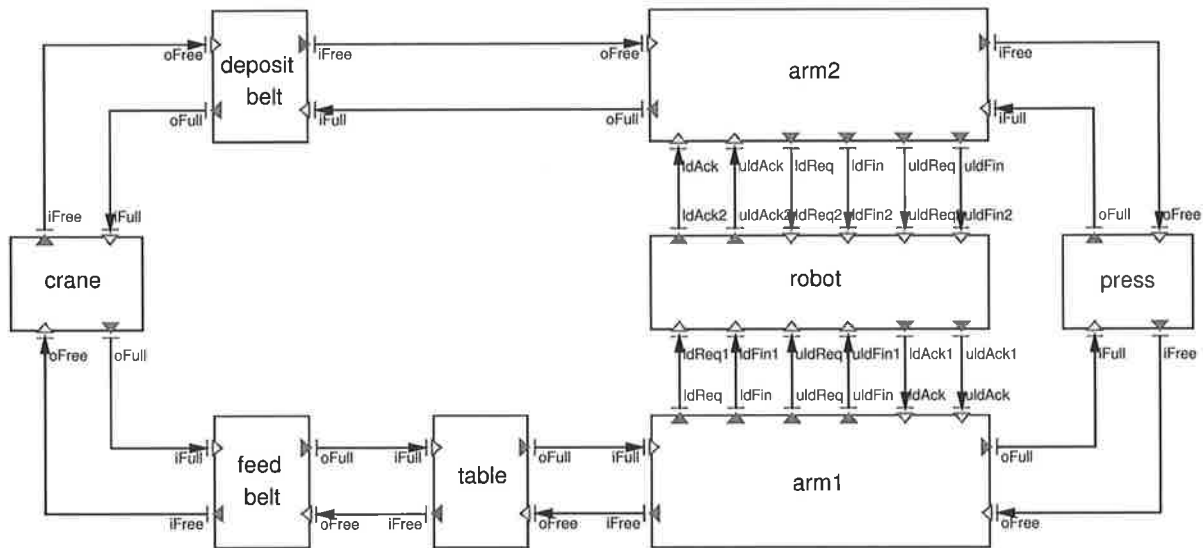 oFree
deposit
belt
iFree
oFree
arm2
iFree
oFull
iFull
oFull
iFull
ldAck
uldAck
ldReq
ldFin
uldReq
uldFin
iFree
iFull
ldAck2
uldAck2
ldReq2
ldFin2
uldReq
uldFin2
oFull
oFree
crane
robot
press
oFree
oFull
ldReq1
ldFin1
uldReq
uldFin1
ldAck1
uldAck1
iFull
iFree
ldReq
ldFin
uldReq
uldFin
ldAck
uldAck
iFull
feed
belt
oFull
iFull
table
oFull
iFull
arm1
oFull
iFree
oFree
iFree
oFree
iFree
oFree